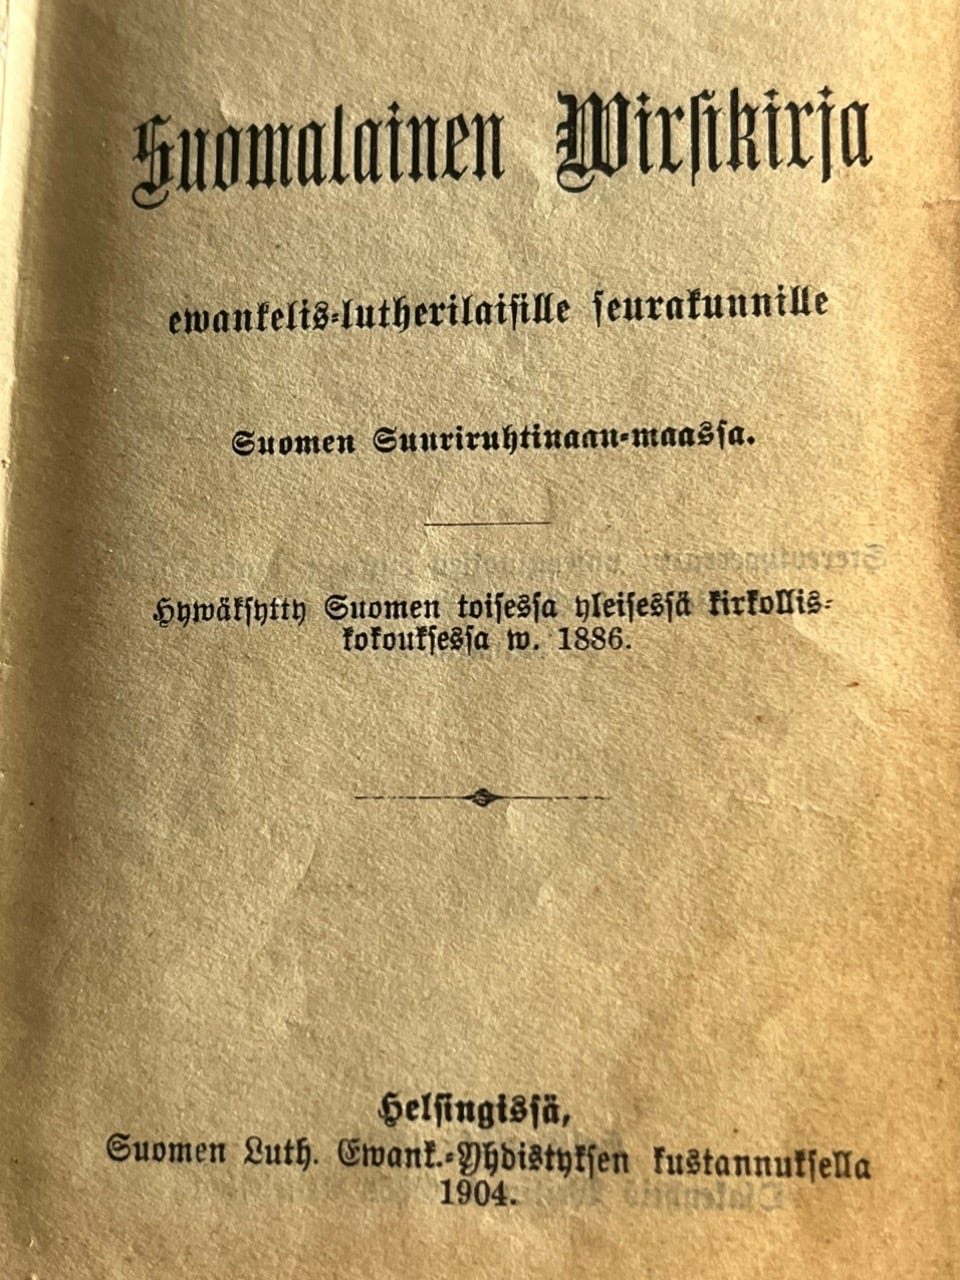 Suomalainen Wirsikirja
ewankelis-lutherilaisille seurakunnille
Suomen Suuriruhtinaan-maassa.
Hywäksytty Suomen toisessa yleisessä kirkollis-
kokouksessa w. 1886.
Helsingissä,
Suomen Luth. Ewank.-Yhdistyksen kustannuksella
1904.